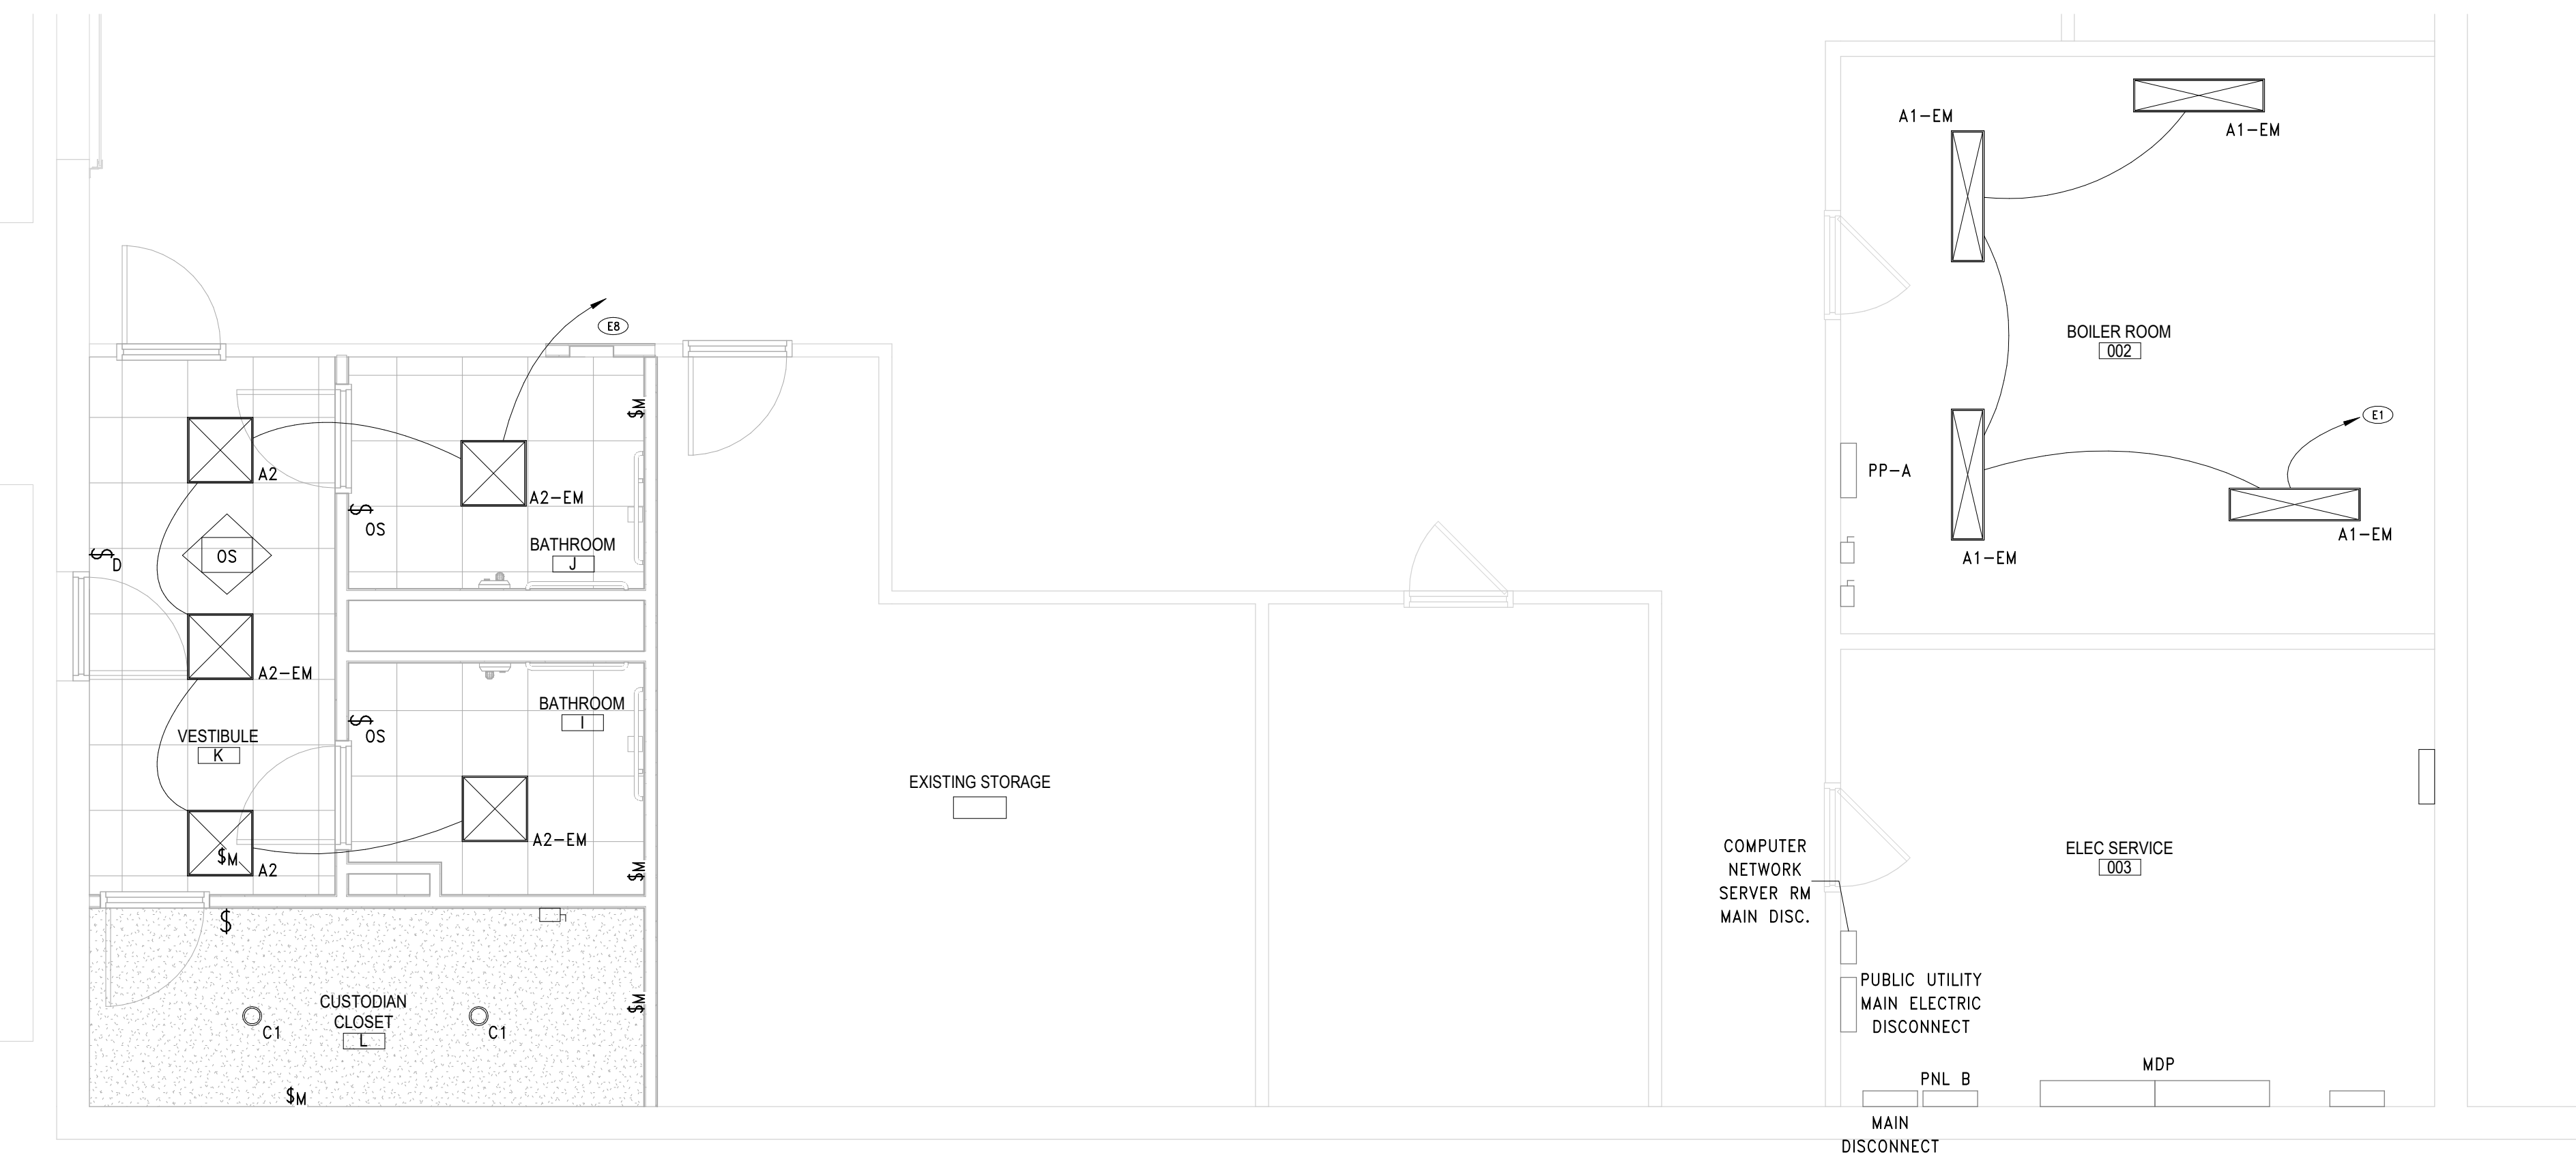 A1-EM
A1-EM
E8
BOILER ROOM
002
$M
E1
A2
PP-A
A2-EM
$
OS
A1-EM
BATHROOM
J
OS
$
D
A1-EM
A2-EM
BATHROOM
I
$
OS
VESTIBULE
K
EXISTING STORAGE
A2-EM
$M
A2
$M
COMPUTER
NETWORK
SERVER RM
MAIN DISC.
ELEC SERVICE
003
$
CUSTODIAN
CLOSET
L
C1
C1
$M
PUBLIC UTILITY
MAIN ELECTRIC
DISCONNECT
MDP
PNL B
$M
MAIN
DISCONNECT